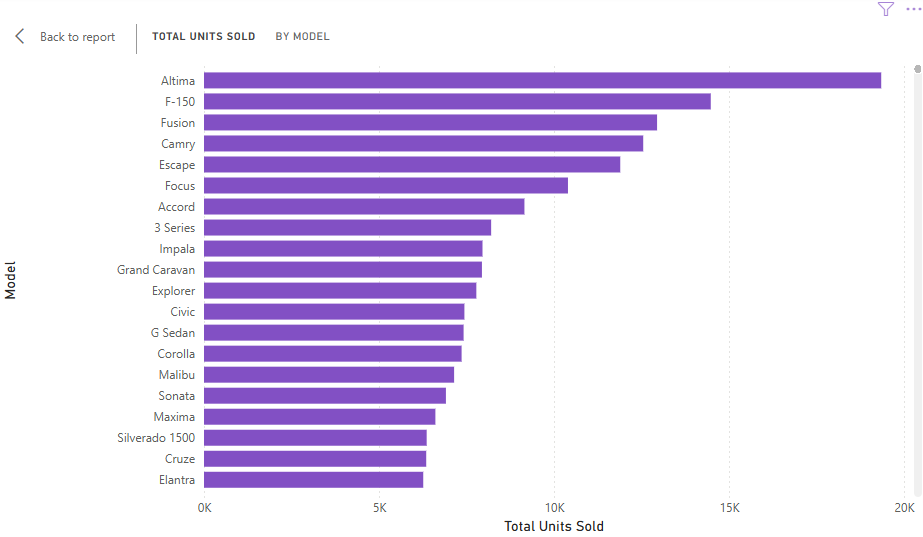 Back to report
TOTAL UNITS SOLD BY MODEL
Model
Altima
F-150
Fusion
Camry
Escape
Focus
Accord
3 Series
Impala
Grand Caravan
Explorer
Civic
G Sedan
Corolla
Malibu
Sonata
Maxima
Silverado 1500
Cruze
Elantra
0K 5K 10K 15K 20K
Total Units Sold